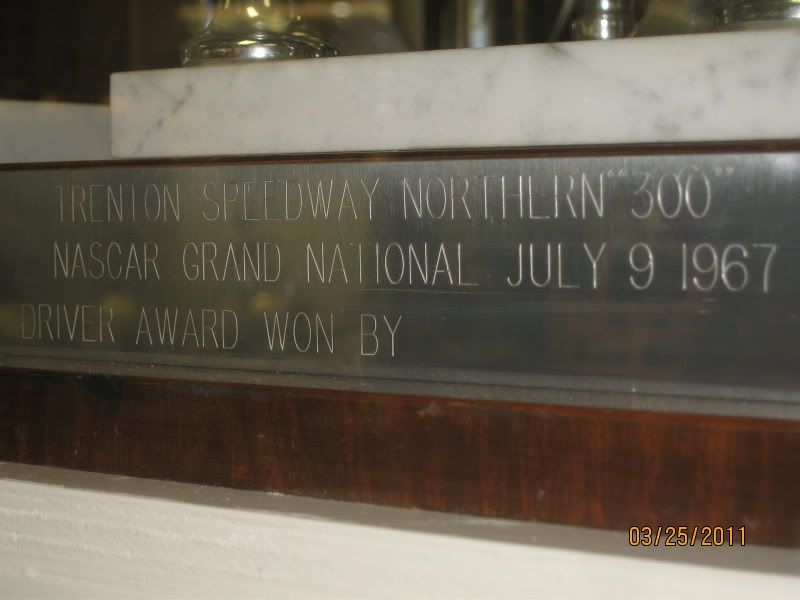 TRENTON SPEEDWAY NORTHERN "300"
NASCAR GRAND NATIONAL JULY 9 1967
DRIVER AWARD WON BY
03/25/2011